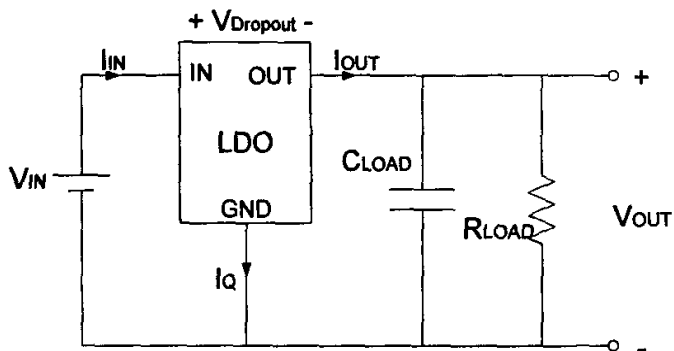 + VDropout -
IIN
IN
OUT
IOUT
LDO
VIN
CLOAD
GND
RLOAD
VOUT
IQ
+
-